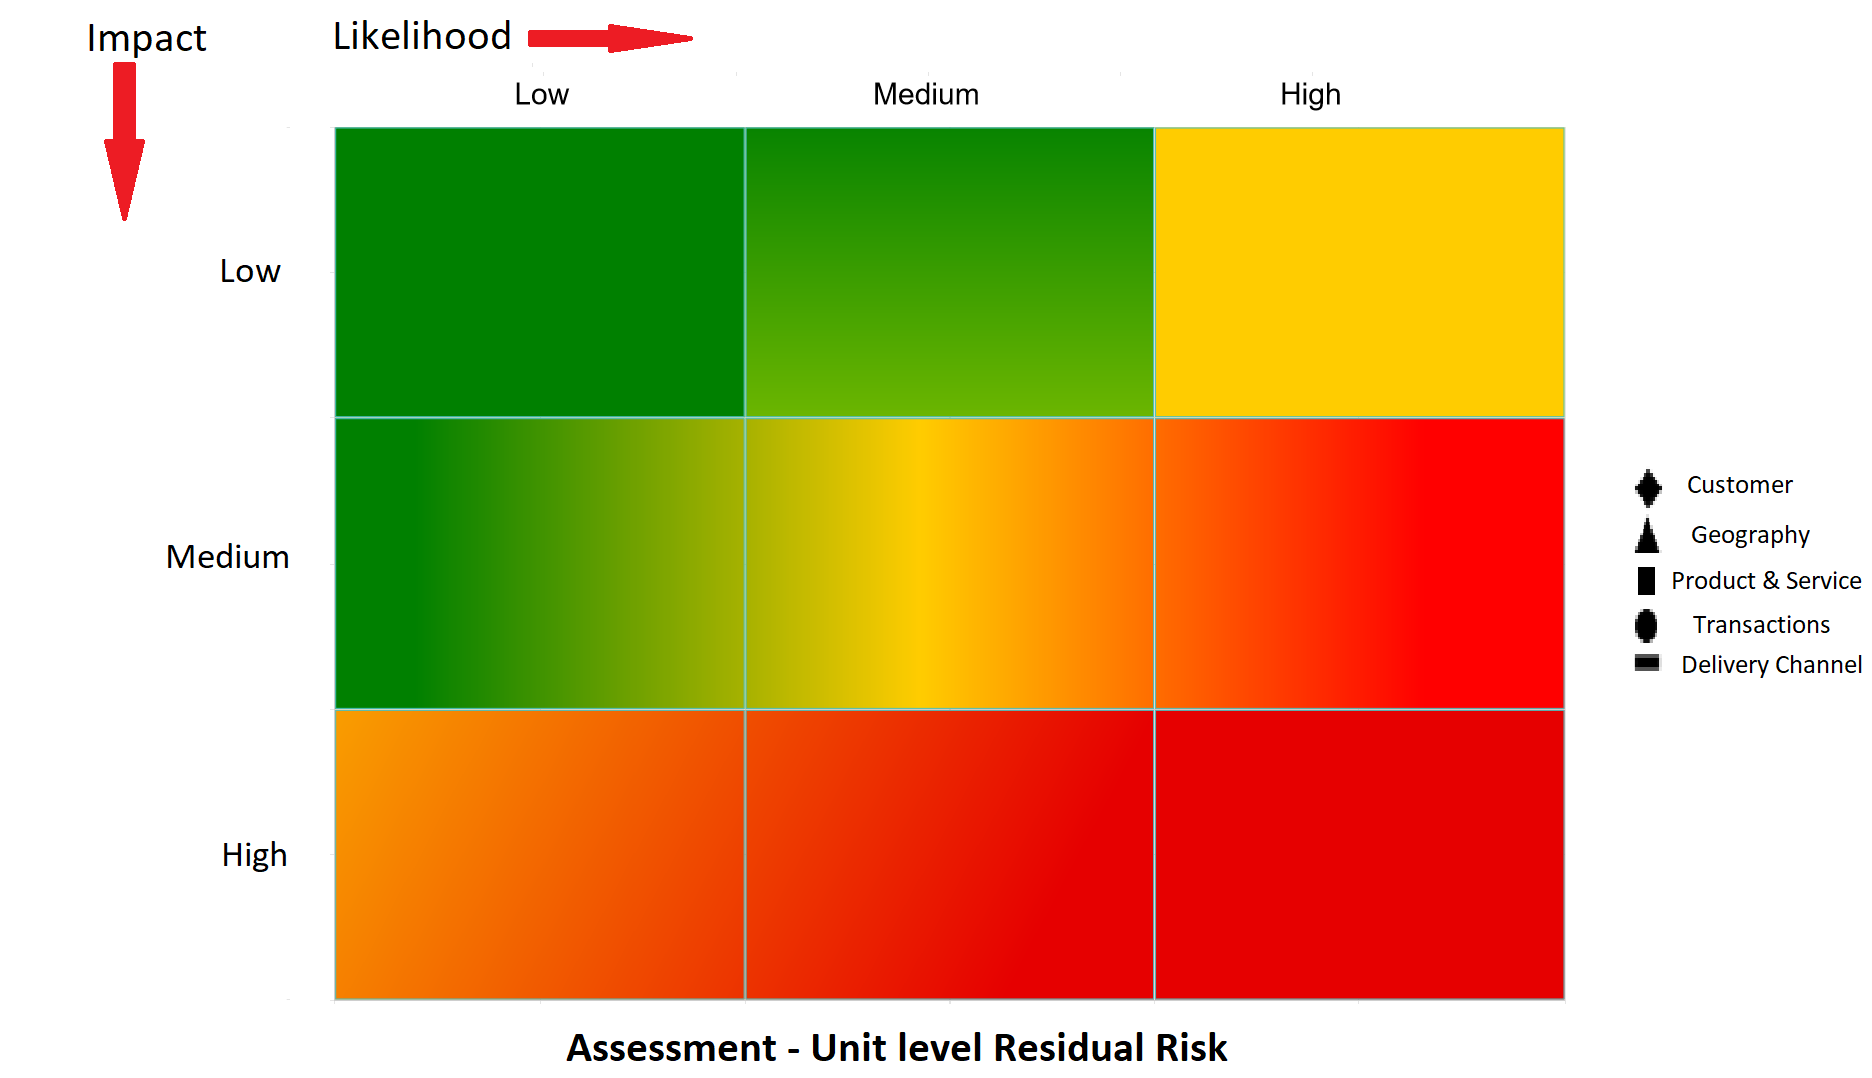 Impact
Likelihood
Low
Medium
High
Low
Medium
High
Customer
Geography
Product & Service
Transactions
Delivery Channel
Assessment - Unit level Residual Risk